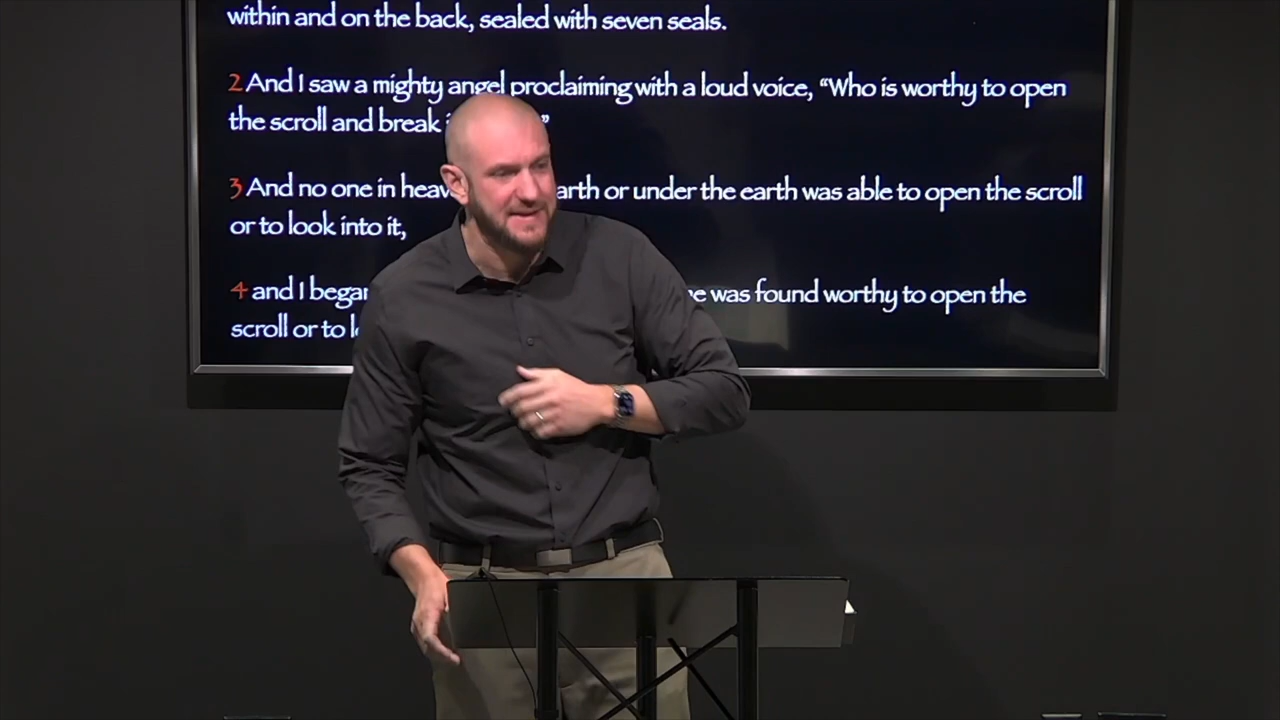 within and on the back, sealed with seven seals.
2 And I saw a mighty angel proclaiming with a loud voice, “Who is worthy to open
the scroll and break ”
3 And no one in arth or under the earth was able to open the scroll
or to look into it,
4 and I was found worthy to open the
scroll or to